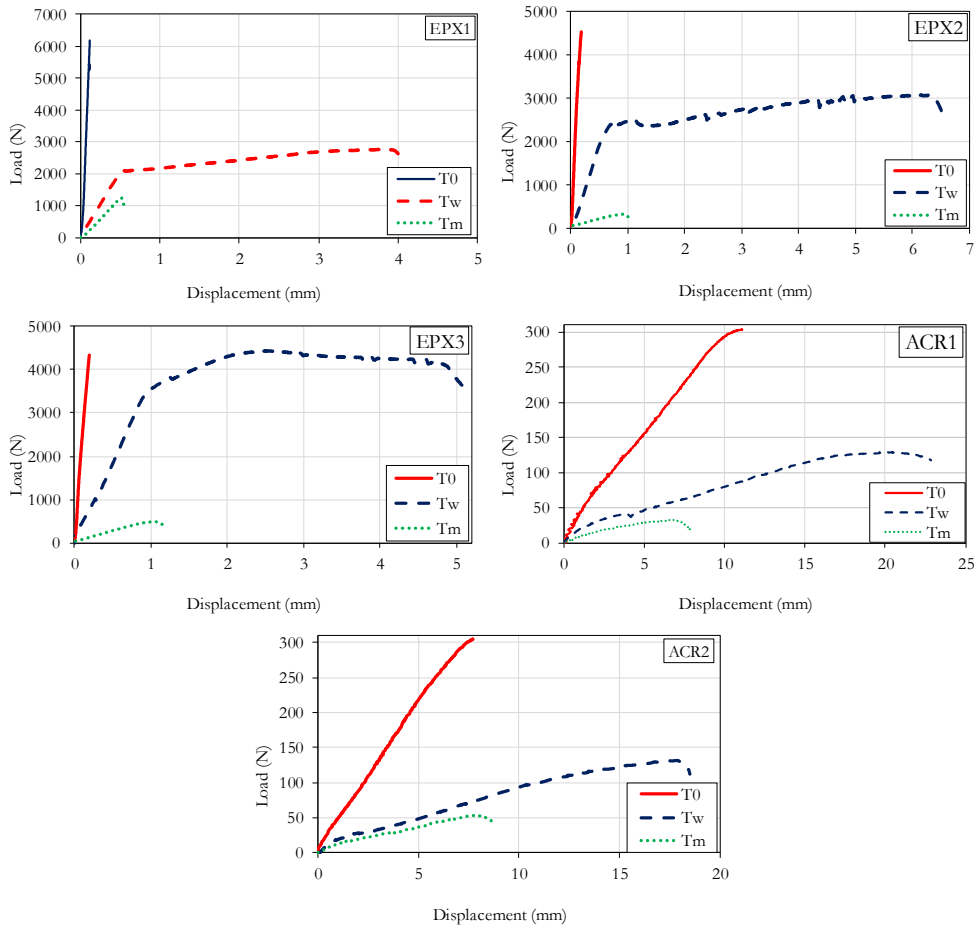 EPX1
Load (N)
7000
6000
5000
4000
3000
2000
1000
0
T0
Tw
Tm
0 1 2 3 4 5
Displacement (mm)
EPX2
Load (N)
5000
4000
3000
2000
1000
0
T0
Tw
Tm
0 1 2 3 4 5 6 7
Displacement (mm)
EPX3
Load (N)
5000
4000
3000
2000
1000
0
T0
Tw
Tm
0 1 2 3 4 5
Displacement (mm)
ACR1
Load (N)
300
250
200
150
100
50
0
T0
Tw
Tm
0 5 10 15 20 25
Displacement (mm)
ACR2
Load (N)
300
250
200
150
100
50
0
T0
Tw
Tm
0 5 10 15 20
Displacement (mm)